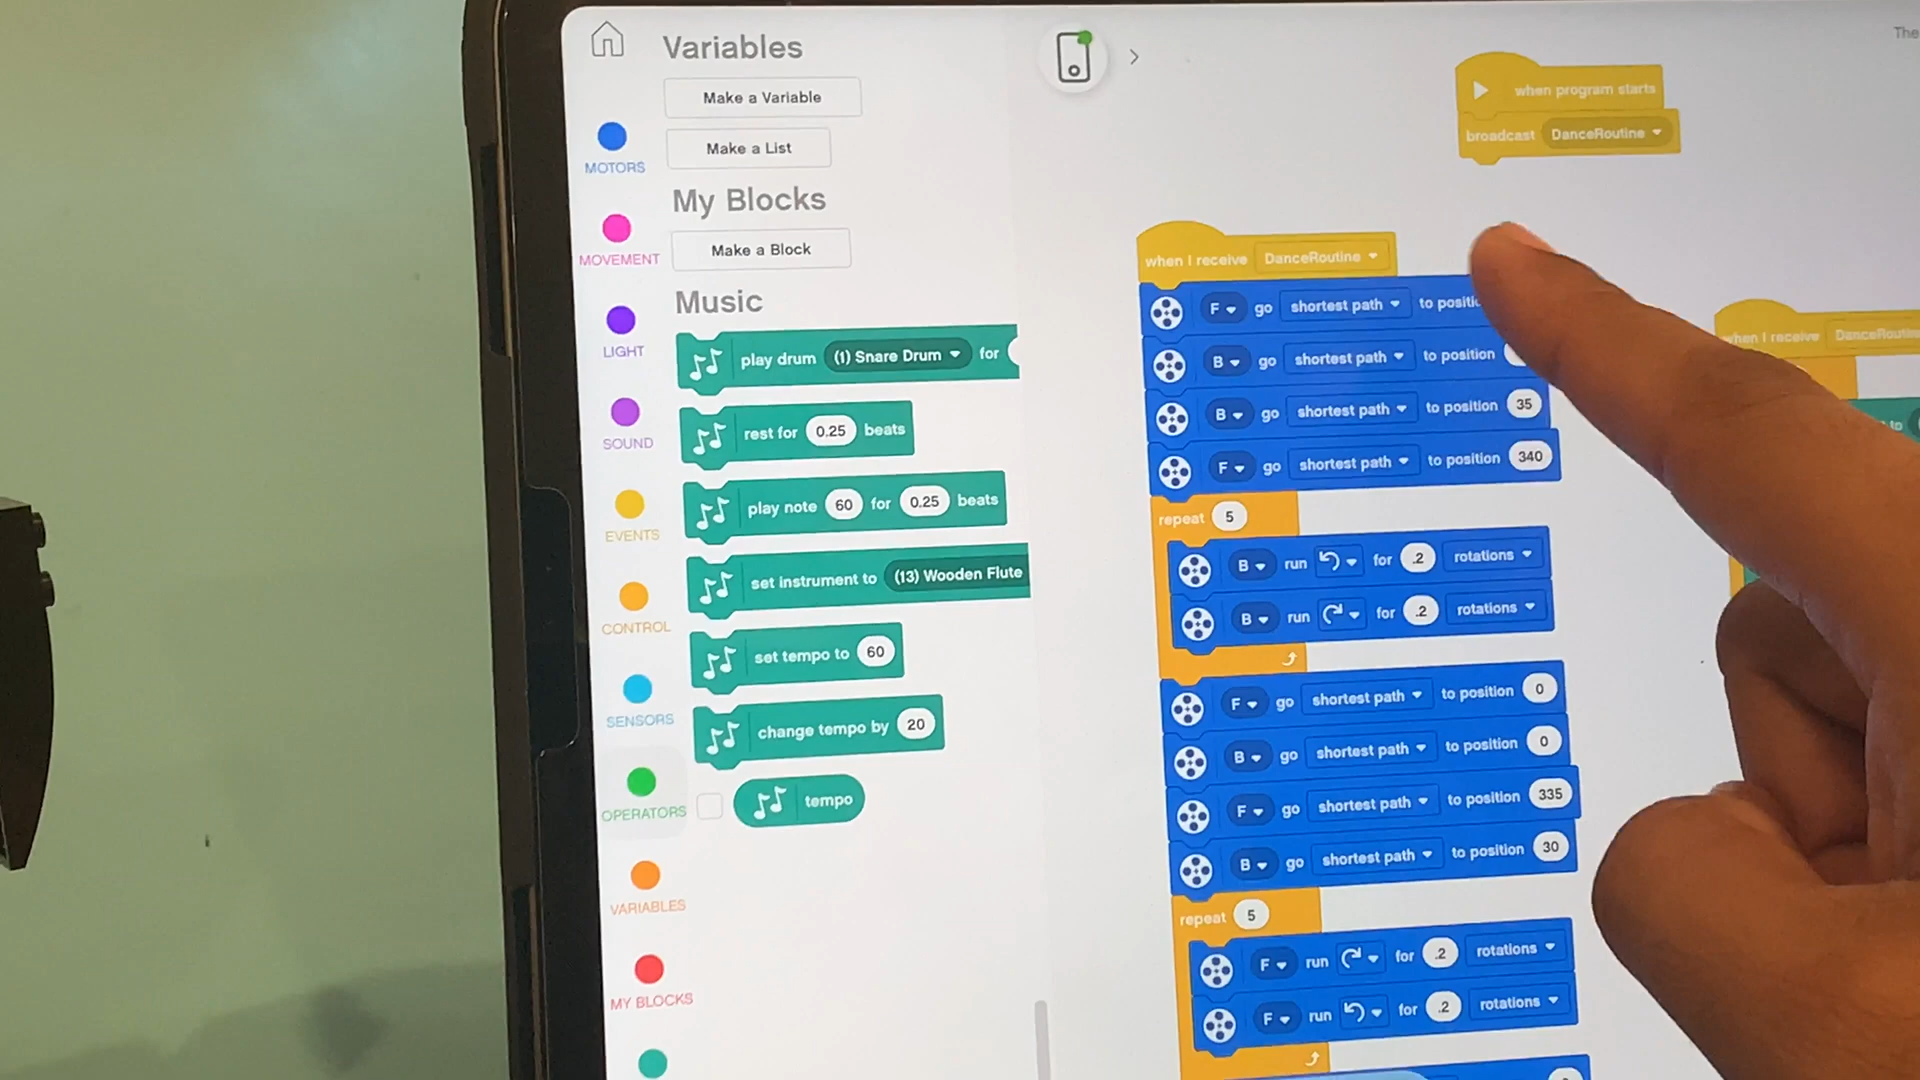 Variables
Make a Variable
Make a List
My Blocks
Make a Block
Music
play drum (1) Snare Drum for
rest for 0.25 beats
play note 60 for 0.25 beats
set instrument to (13) Wooden Flute
set tempo to 60
change tempo by 20
tempo
MOTORS
MOVEMENT
LIGHT
SOUND
EVENTS
CONTROL
SENSORS
OPERATORS
VARIABLES
MY BLOCKS
The
when program starts
broadcast DanceRoutine
when I receive DanceRoutine
F go shortest path to
B go shortest path to position
B go shortest path to position 35
F go shortest path to position 340
repeat 5
B run for .2 rotations
B run for .2 rotations
F go shortest path to position 0
B go shortest path to position 0
F go shortest path to position 335
B go shortest path to position 30
repeat 5
F run for .2 rotations
F run for .2 rotations
when I receive
to